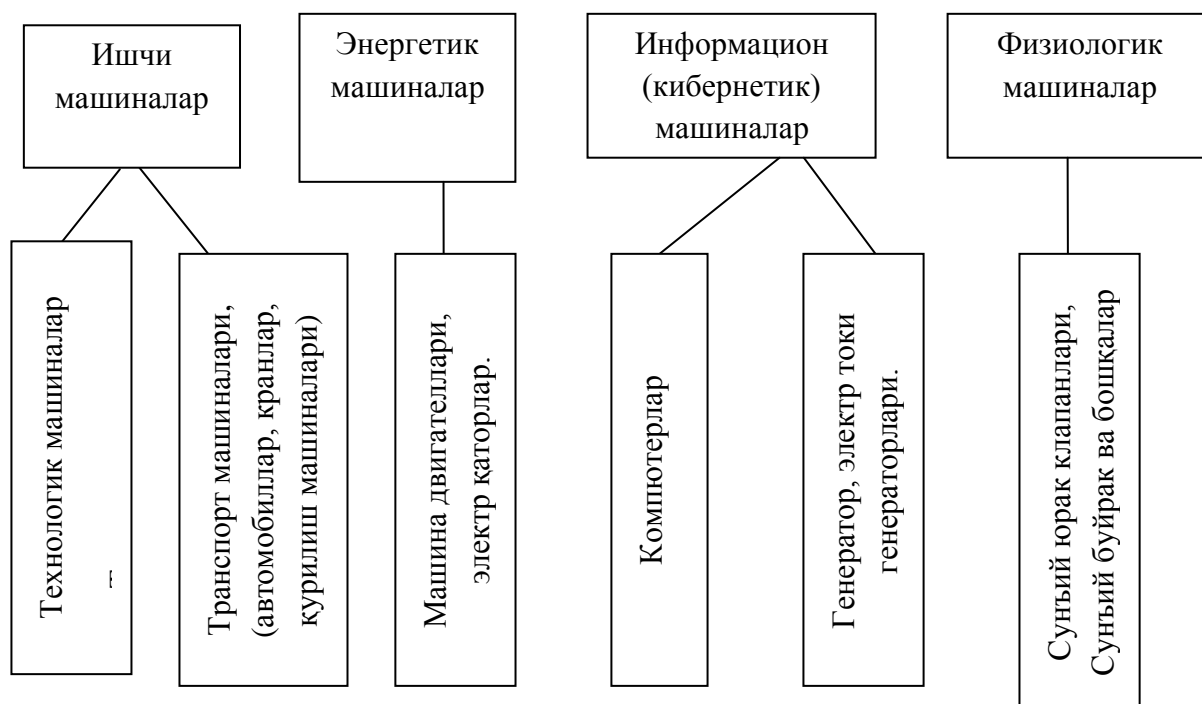 Ишчи
машиналар
Энергетик
машиналар
Информацион
(кибернетик)
машиналар
Физиологик
машиналар
Технологик машиналар
Транспорт машиналари,
(автомобиллар, кранлар,
қурилиш машиналари)
Машина двигателлари,
электр қаторлар.
Компютерлар
Генератор, электр токи
генераторлари.
Сунъий юрак клапанлари,
Сунъий буйрак ва бошқалар